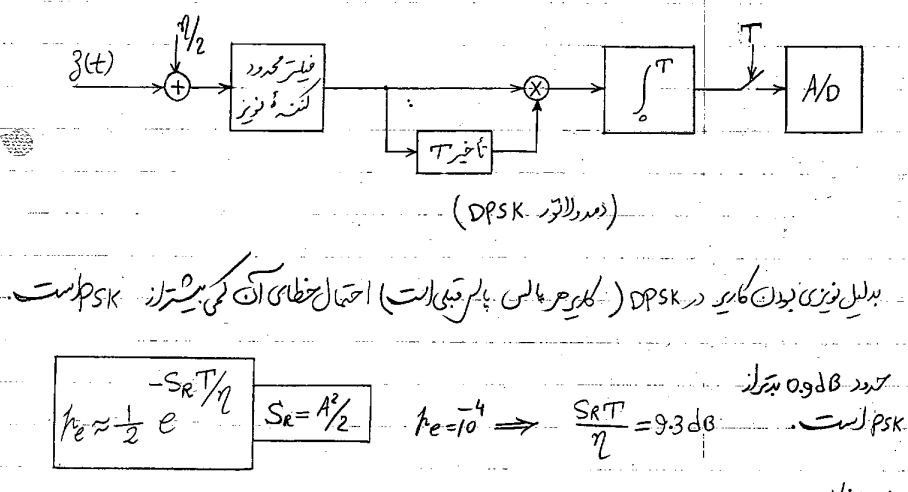 z(t)
η/2
فیلتر محدود
کننده نویز
تأخیر T
∫₀ᵀ
T
A/D
(دمدولاتور DPSK)
بدلیل نویزی بودن کاریر در DPSK (کاریر هر پالس پالس قبلی است) احتمال خطای آن کمی بیشتر از PSK است.
Pe ≈ 1/2 e^(-S_R T/η)
S_R = A²/2
Pe = 10⁻⁴ ⟹ S_R T/η = 9.3 dB
حدود 0.9 dB بدتر از
PSK است.